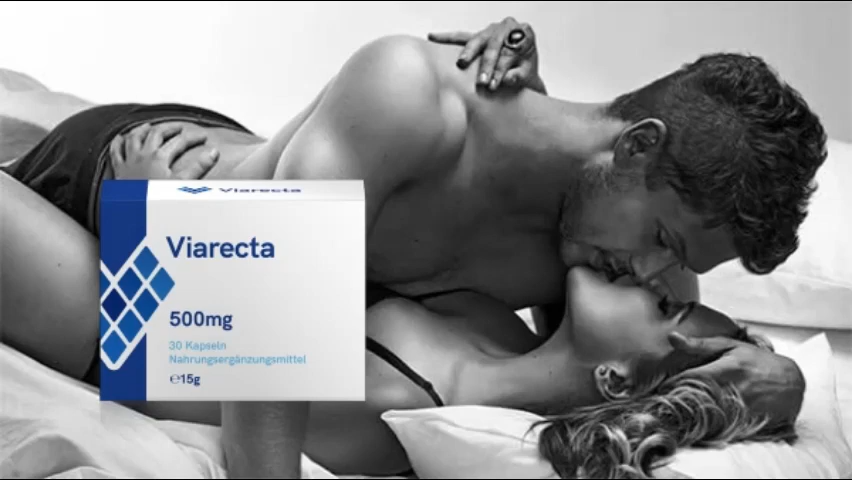 Viarecta
Viarecta
500mg
30 Kapseln
Nahrungsergänzungsmittel
℮15g